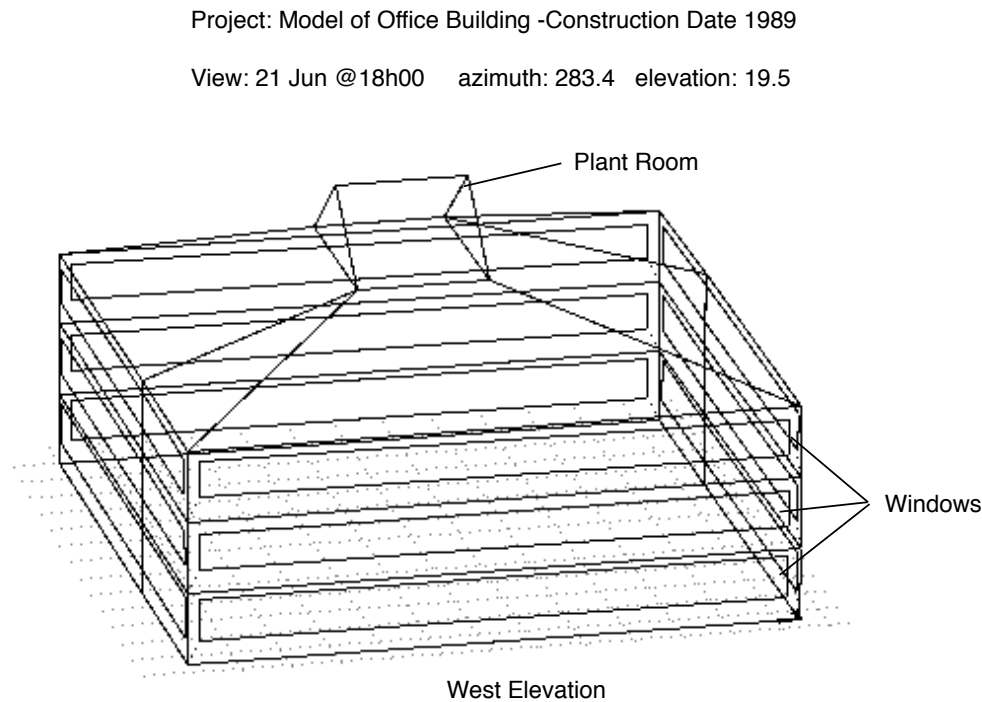 Project: Model of Office Building -Construction Date 1989
View: 21 Jun @18h00 azimuth: 283.4 elevation: 19.5
Plant Room
Windows
West Elevation